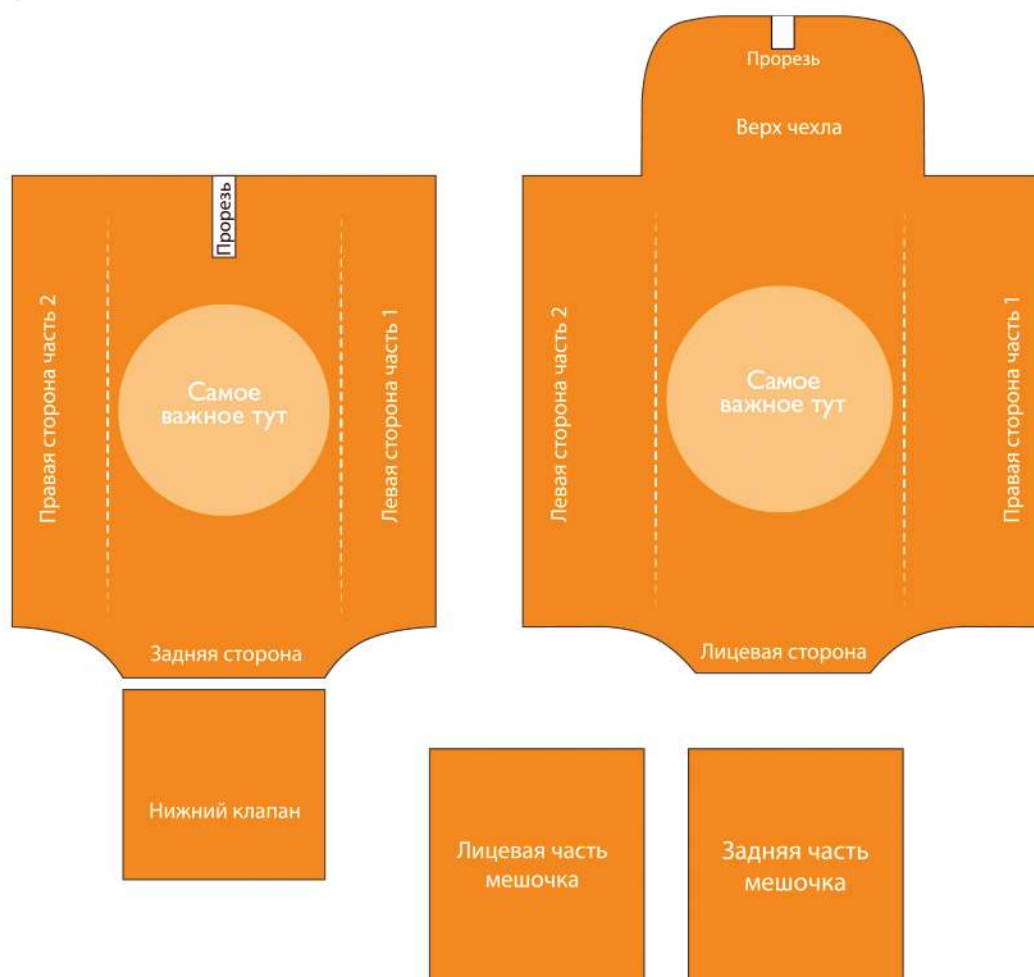 Прорезь
Верх чехла
Прорезь
Правая сторона часть 2
Самое
важное тут
Левая сторона часть 1
Задняя сторона
Нижний клапан
Левая сторона часть 2
Самое
важное тут
Правая сторона часть 1
Лицевая сторона
Лицевая часть
мешочка
Задняя часть
мешочка